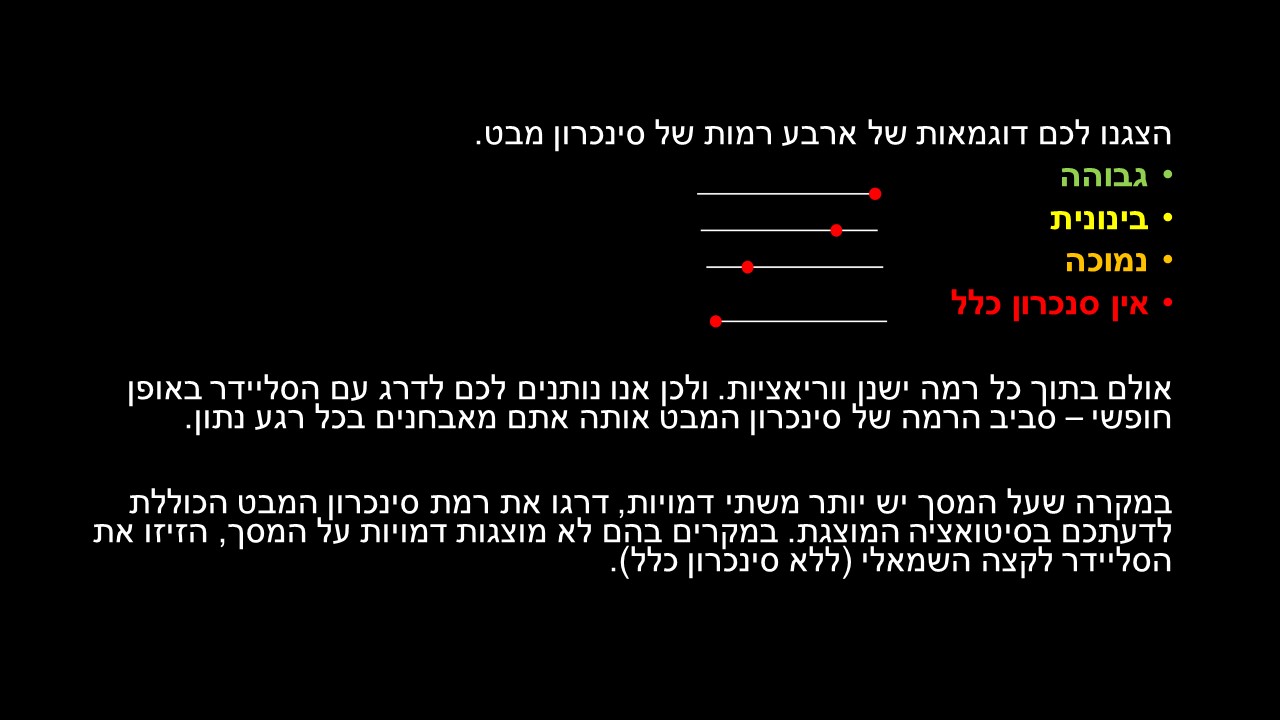 הצגנו לכם דוגמאות של ארבע רמות של סינכרון מבט.
• גבוהה
• בינונית
• נמוכה
• אין סנכרון כלל
אולם בתוך כל רמה ישנן ווריאציות. ולכן אנו נותנים לכם לדרג עם הסליידר באופן
חופשי – סביב הרמה של סינכרון המבט אותה אתם מאבחנים בכל רגע נתון.
במקרה שעל המסך יש יותר משתי דמויות, דרגו את רמת סינכרון המבט הכוללת
לדעתכם בסיטואציה המוצגת. במקרים בהם לא מוצגות דמויות על המסך, הזיזו את
הסליידר לקצה השמאלי (ללא סינכרון כלל).